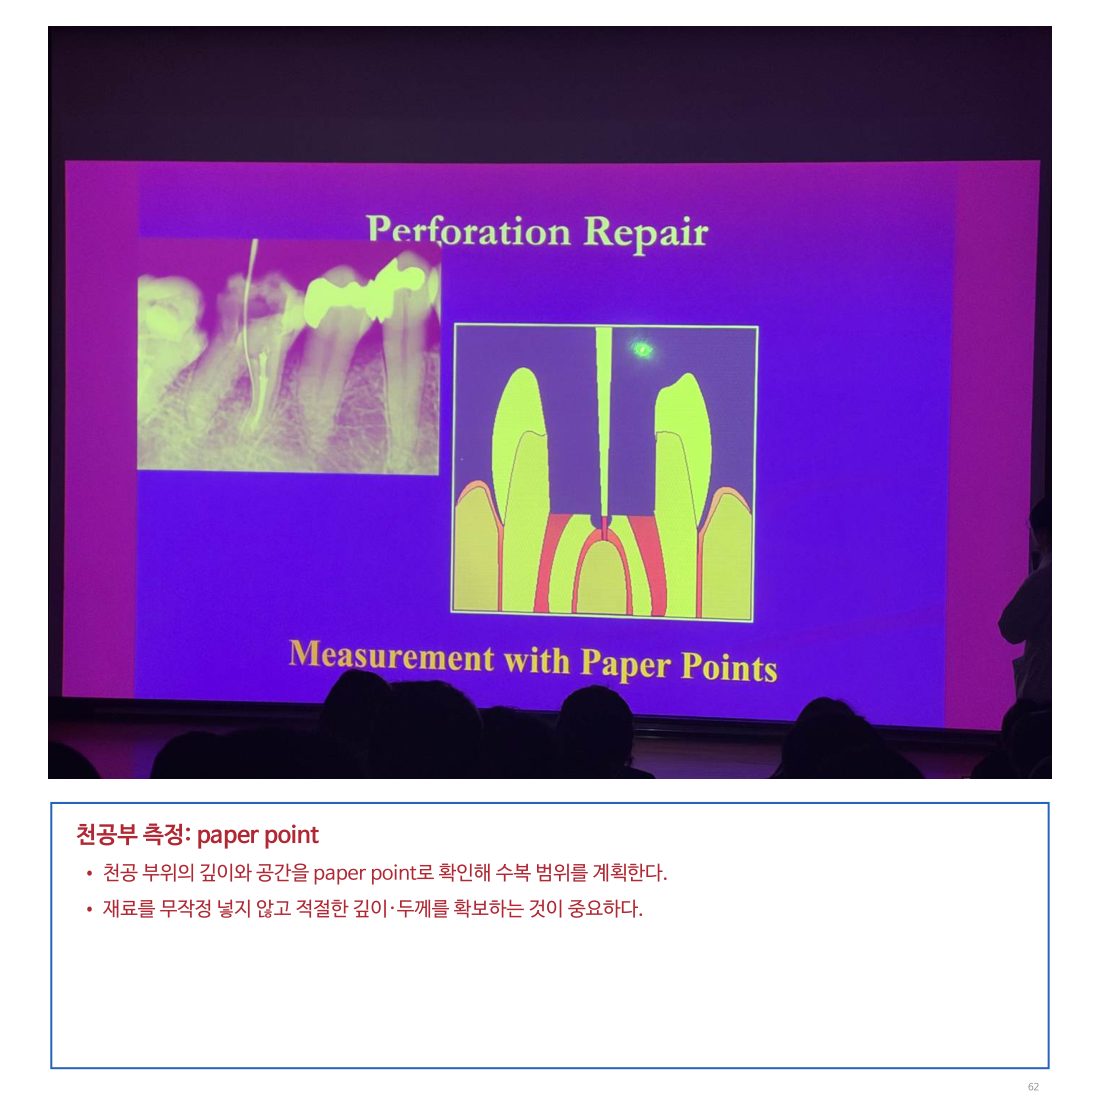 Perforation Repair
Measurement with Paper Points
천공부 측정: paper point
• 천공 부위의 깊이와 공간을 paper point로 확인해 수복 범위를 계획한다.
• 재료를 무작정 넣지 않고 적절한 깊이·두께를 확보하는 것이 중요하다.
62